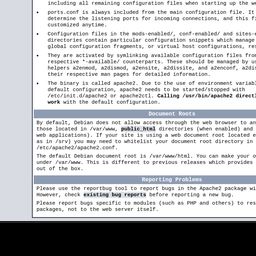 including all remaining configuration files when starting up the w
ports.conf is always included from the main configuration file. It
determine the listening ports for incoming connections, and this fi
customized anytime.
Configuration files in the mods-enabled/, conf-enabled/ and sites-
directories contain particular configuration snippets which manage
global configuration fragments, or virtual host configurations, re
They are activated by symlinking available configuration files fro
respective *-available/ counterparts. These should be managed by u
helpers a2enmod, a2dismod, a2ensite, a2dissite, and a2enconf, a2di
their respective man pages for detailed information.
The binary is called apache2. Due to the use of environment variab
default configuration, apache2 needs to be started/stopped with
/etc/init.d/apache2 or apache2ctl. Calling /usr/bin/apache2 direct
work with the default configuration.
Document Roots
By default, Debian does not allow access through the web browser to an
those located in /var/www, public_html directories (when enabled) and
web applications). If your site is using a web document root located e
as in /srv) you may need to whitelist your document root directory in
/etc/apache2/apache2.conf.
The default Debian document root is /var/www/html. You can make your o
under /var/www. This is different to previous releases which provides
out of the box.
Reporting Problems
Please use the reportbug tool to report bugs in the Apache2 package wi
However, check existing bug reports before reporting a new bug.
Please report bugs specific to modules (such as PHP and others) to res
packages, not to the web server itself.